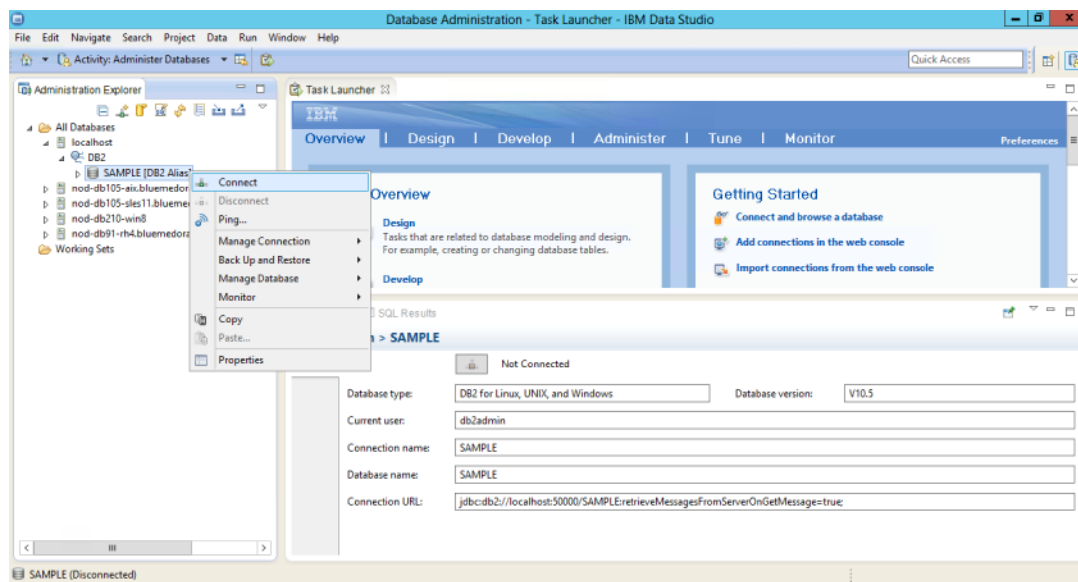 Database Administration - Task Launcher - IBM Data Studio
File Edit Navigate Search Project Data Run Window Help
Activity: Administer Databases
Quick Access
Administration Explorer
All Databases
localhost
DB2
SAMPLE [DB2 Alias]
nod-db105-aix.bluemedor
nod-db105-sles11.blueme
nod-db210-win8
nod-db91-rh4.bluemedora
Working Sets
Connect
Disconnect
Ping...
Manage Connection
Back Up and Restore
Manage Database
Monitor
Copy
Paste...
Properties
Task Launcher
IBM
Overview | Design | Develop | Administer | Tune | Monitor
Preferences
Overview
Design
Tasks that are related to database modeling and design.
For example, creating or changing database tables.
Develop
Getting Started
Connect and browse a database
Add connections in the web console
Import connections from the web console
SQL Results
> SAMPLE
Not Connected
Database type: DB2 for Linux, UNIX, and Windows Database version: V10.5
Current user: db2admin
Connection name: SAMPLE
Database name: SAMPLE
Connection URL: jdbc:db2://localhost:50000/SAMPLE:retrieveMessagesFromServerOnGetMessage=true;
SAMPLE (Disconnected)